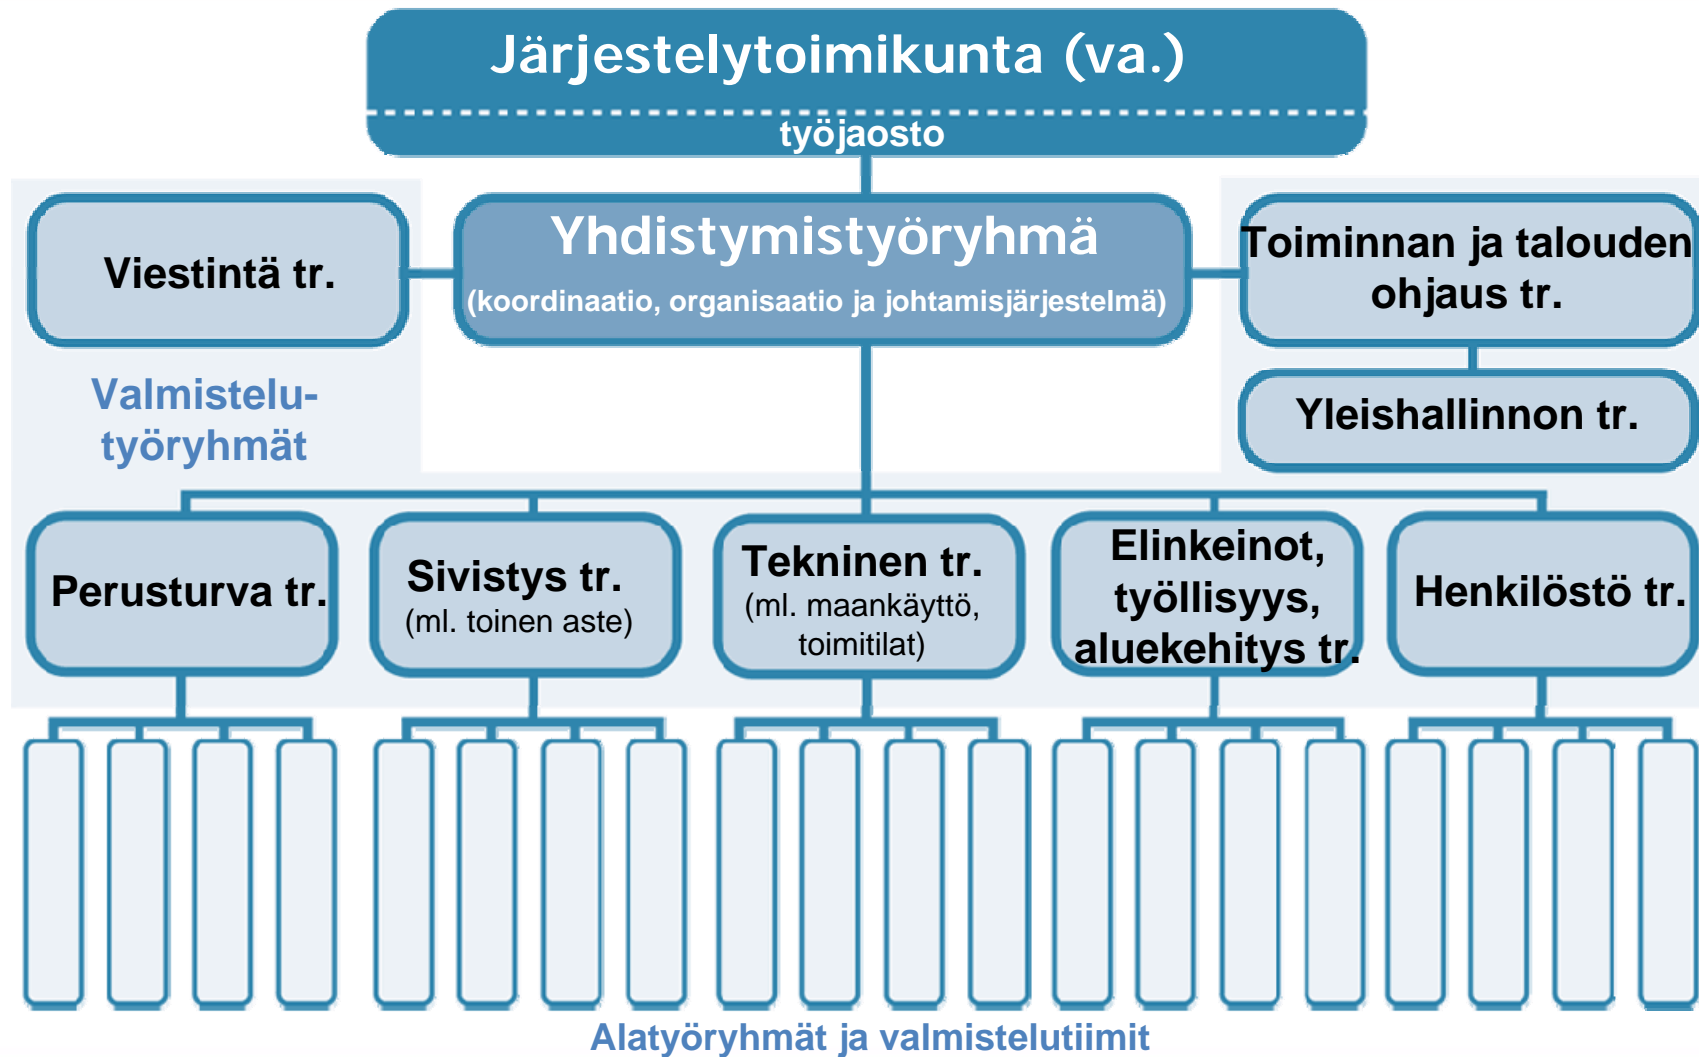 Järjestelytoimikunta (va.)
työjaosto
Viestintä tr.
Yhdistymistyöryhmä
(koordinaatio, organisaatio ja johtamisjärjestelmä)
Toiminnan ja talouden
ohjaus tr.
Yleishallinnon tr.
Valmistelu-
työryhmät
Perusturva tr.
Sivistys tr.
(ml. toinen aste)
Tekninen tr.
(ml. maankäyttö,
toimitilat)
Elinkeinot,
työllisyys,
aluekehitys tr.
Henkilöstö tr.
Alatyöryhmät ja valmistelutiimit